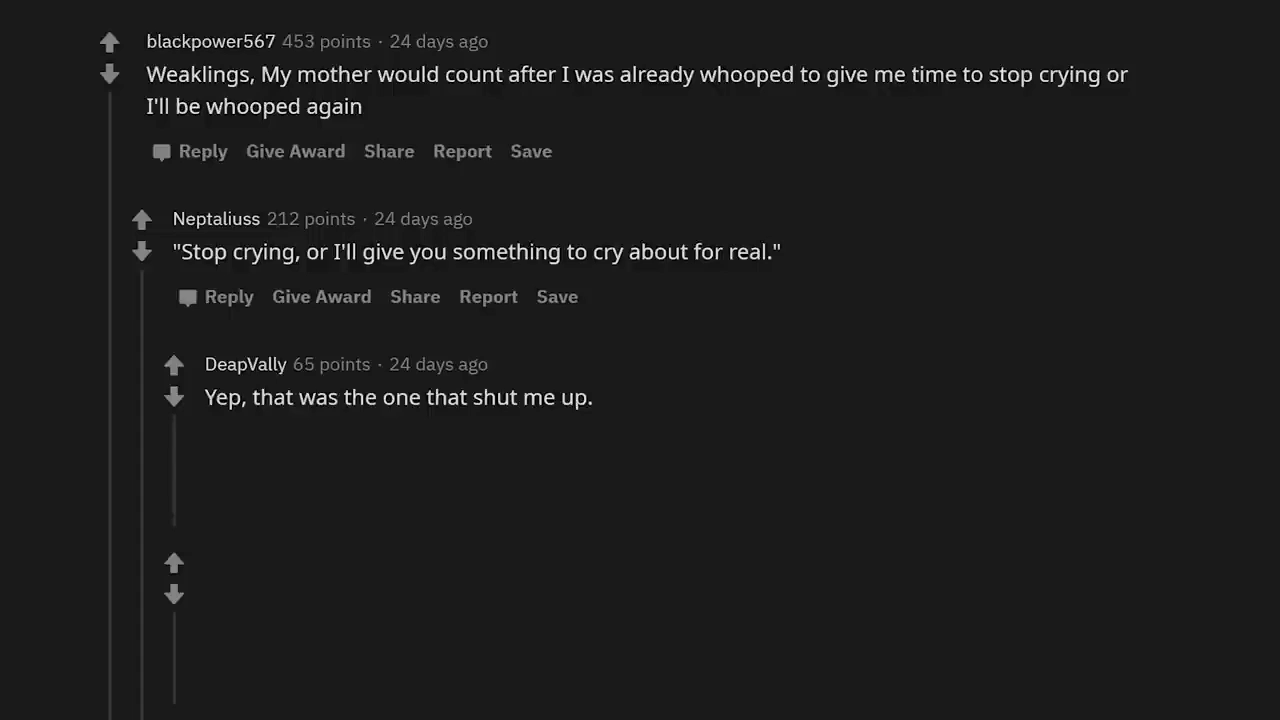 blackpower567 453 points · 24 days ago
Weaklings, My mother would count after I was already whooped to give me time to stop crying or
I'll be whooped again
Reply Give Award Share Report Save
Neptaliuss 212 points · 24 days ago
"Stop crying, or I'll give you something to cry about for real."
Reply Give Award Share Report Save
DeapVally 65 points · 24 days ago
Yep, that was the one that shut me up.